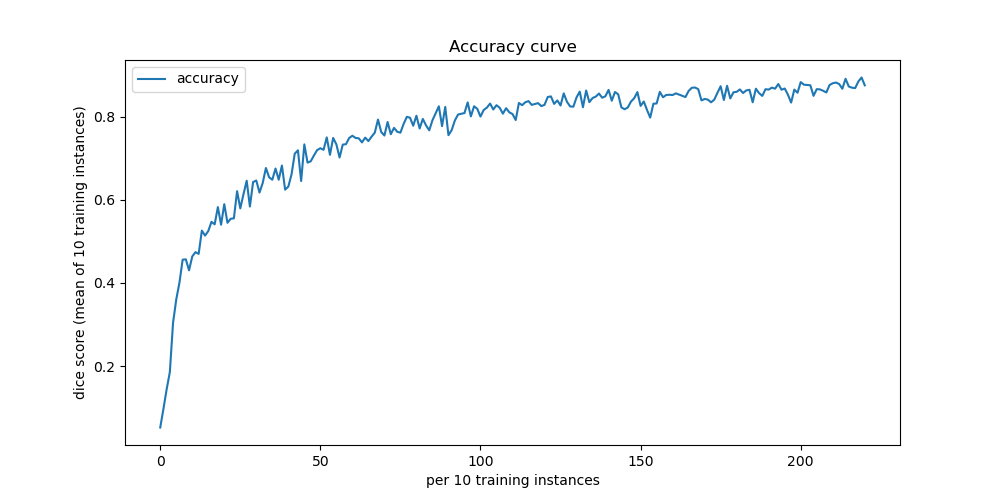 Accuracy curve
accuracy
dice score (mean of 10 training instances)
0.8
0.6
0.4
0.2
0 50 100 150 200
per 10 training instances